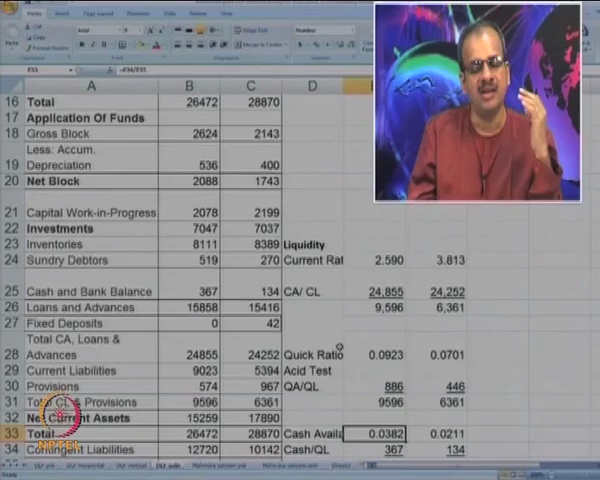 Home
A B C D
=F34/F35
16 Total 26472 28870
17 Application Of Funds
18 Gross Block 2624 2143
Less: Accum.
19 Depreciation 536 400
20 Net Block 2088 1743
21 Capital Work-in-Progress 2078 2199
22 Investments 7047 7037
23 Inventories 8111 8389 Liquidity
24 Sundry Debtors 519 270 Current Rat 2.590 3.813
25 Cash and Bank Balance 367 134 CA/ CL 24,855 24,252
26 Loans and Advances 15858 15416 9,596 6,361
27 Fixed Deposits 0 42
Total CA, Loans &
28 Advances 24855 24252 Quick Ratio 0.0923 0.0701
29 Current Liabilities 9023 5394 Acid Test
30 Provisions 574 967 QA/QL 886 446
31 Total CL & Provisions 9596 6361 9596 6361
32 Net Current Assets 15259 17890
33 Total 26472 28870 Cash Availa 0.0382 0.0211
34 Contingent Liabilities 12720 10142 Cash/QL 367 134
NPTEL